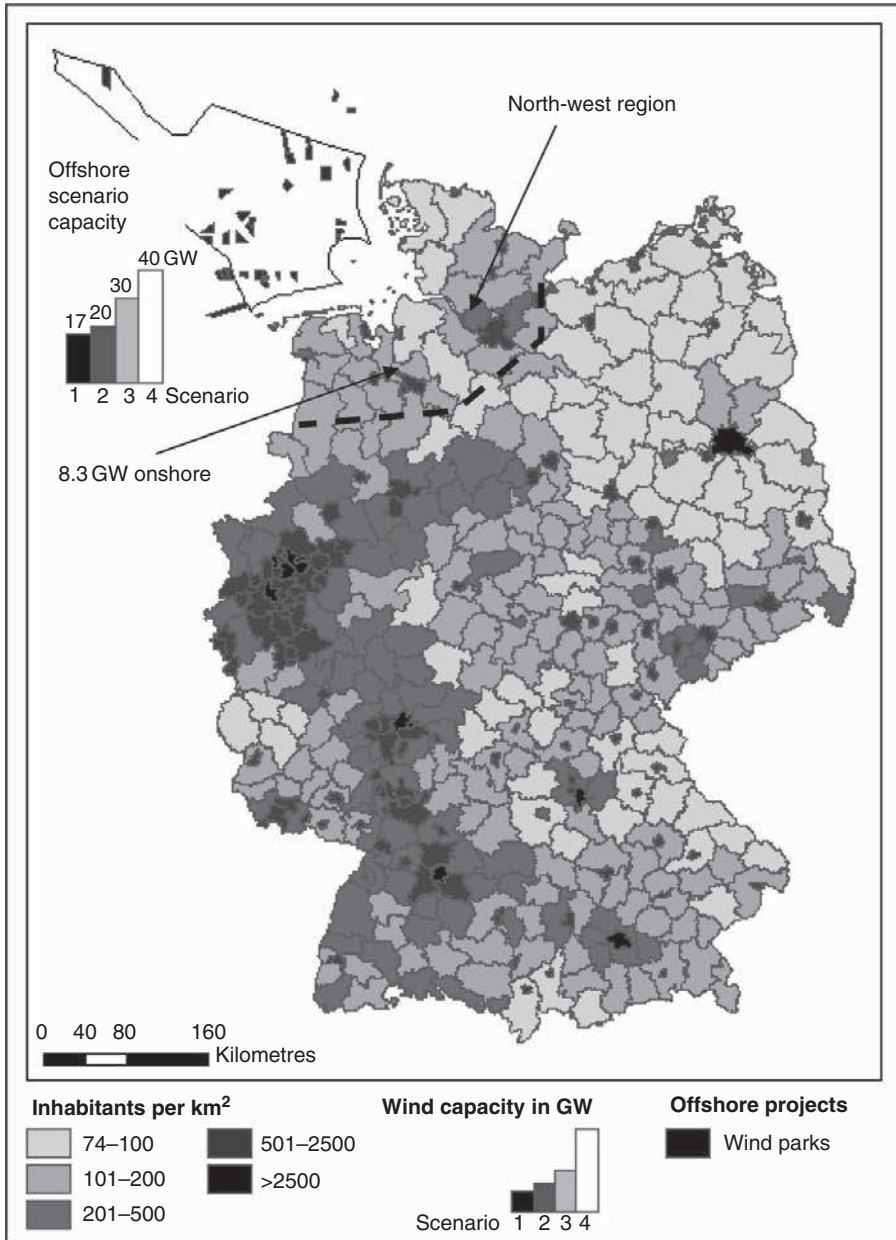 North-west region
Offshore
scenario
capacity
40 GW
30
20
17
1 2 3 4 Scenario
8.3 GW onshore
0 40 80 160
Kilometres
Inhabitants per km²
74–100
101–200
201–500
501–2500
>2500
Wind capacity in GW
Scenario 1 2 3 4
Offshore projects
Wind parks